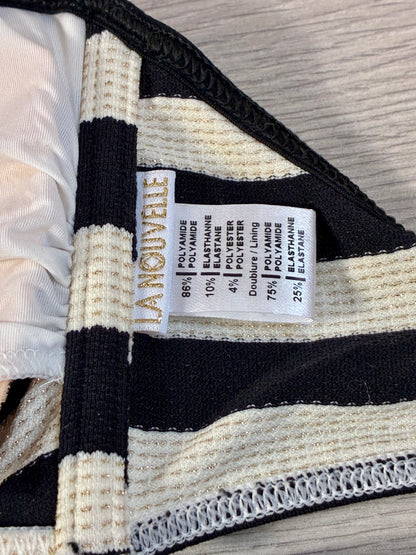 LA NOUVELLE
86% POLYAMIDE
POLYAMIDE
10% ELASTHANNE
ELASTANE
4% POLYESTER
POLYESTER
Doublure / Lining
75% POLYAMIDE
POLYAMIDE
25% ELASTHANNE
ELASTANE